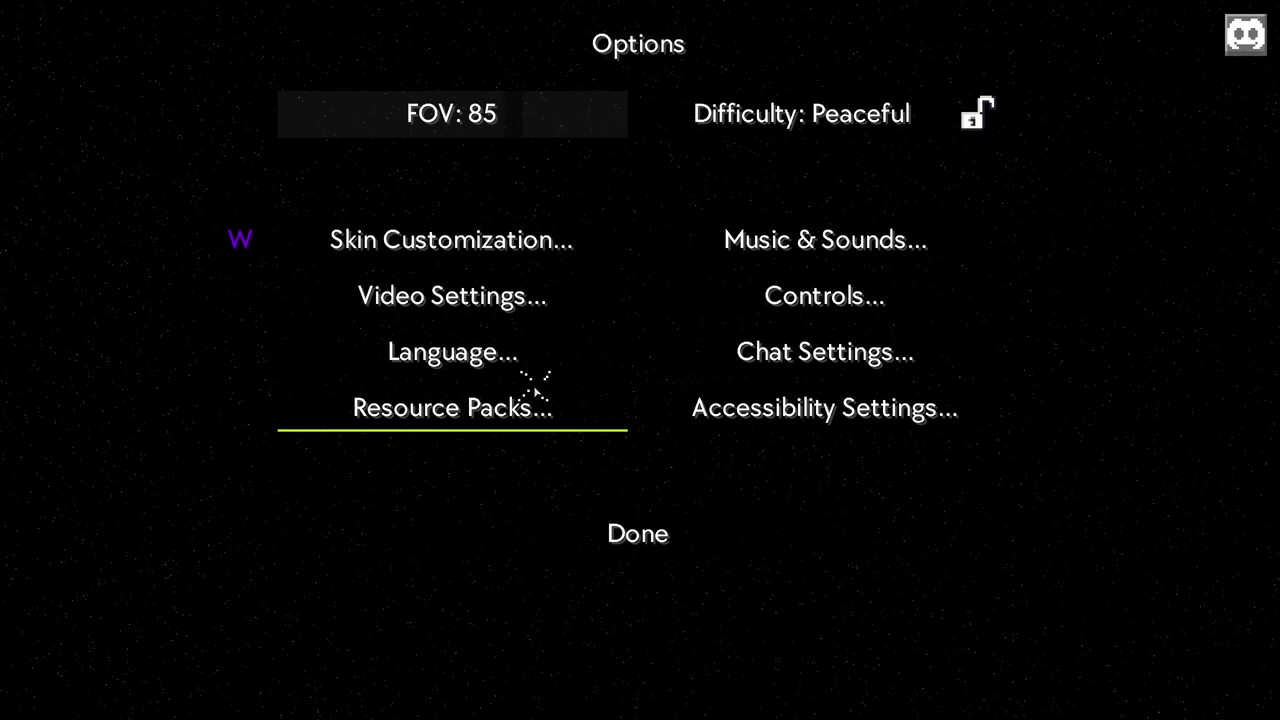 Options
FOV: 85
Difficulty: Peaceful
W
Skin Customization...
Music & Sounds...
Video Settings...
Controls...
Language...
Chat Settings...
Resource Packs...
Accessibility Settings...
Done